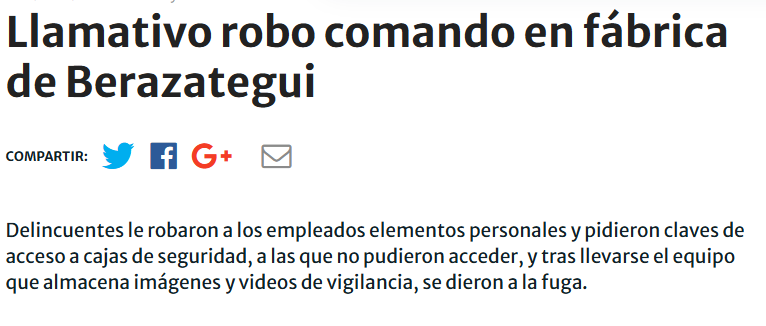 Llamativo robo comando en fábrica
de Berazategui
COMPARTIR:
Delincuentes le robaron a los empleados elementos personales y pidieron claves de
acceso a cajas de seguridad, a las que no pudieron acceder, y tras llevarse el equipo
que almacena imágenes y videos de vigilancia, se dieron a la fuga.